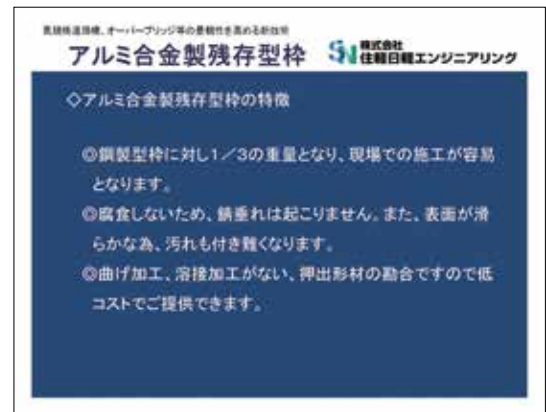 高規格道路橋、オーバーブリッジ等の景観性を高める新技術
アルミ合金製残存型枠
株式会社
住軽日軽エンジニアリング
◇アルミ合金製残存型枠の特徴
◎鋼製型枠に対し1/3の重量となり、現場での施工が容易
となります。
◎腐食しないため、錆垂れは起こりません。また、表面が滑
らかな為、汚れも付き難くなります。
◎曲げ加工、溶接加工がない、押出形材の勘合ですので低
コストでご提供できます。